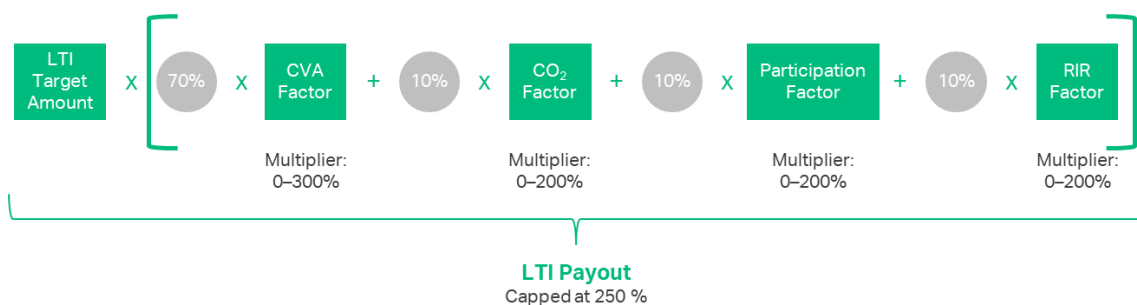 LTI
Target
Amount
x
70%
x
CVA
Factor
+
10%
x
CO₂
Factor
+
10%
x
Participation
Factor
+
10%
x
RIR
Factor
Multiplier:
0–300%
Multiplier:
0–200%
Multiplier:
0–200%
Multiplier:
0–200%
LTI Payout
Capped at 250 %